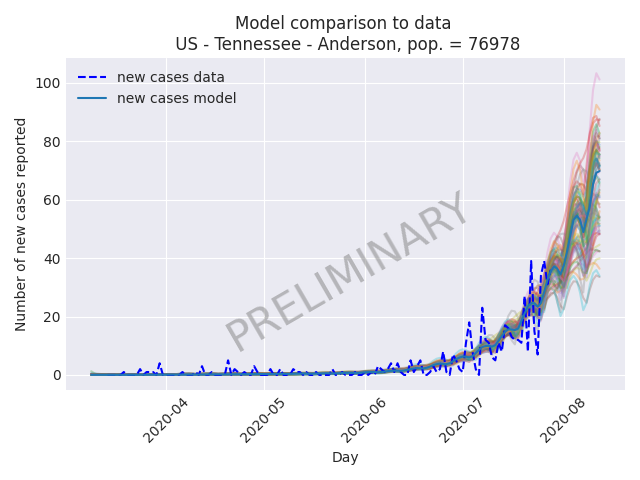 Model comparison to data
US - Tennessee - Anderson, pop. = 76978
new cases data
new cases model
Number of new cases reported
100
80
60
40
20
0
PRELIMINARY
2020-04
2020-05
2020-06
2020-07
2020-08
Day